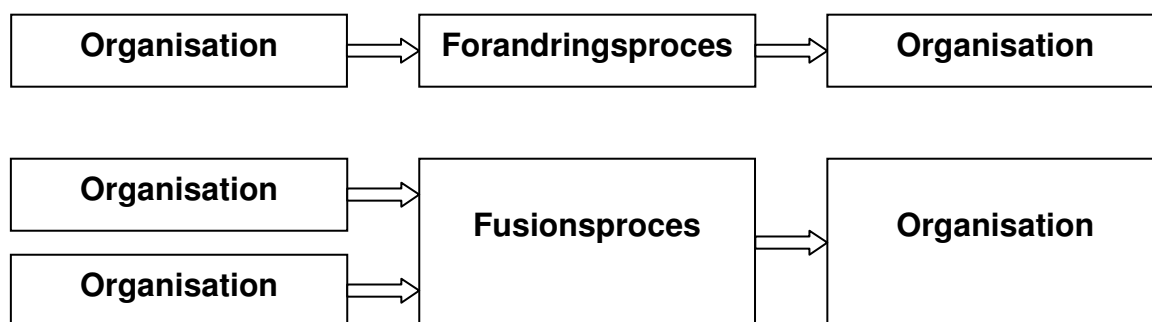 Organisation
Forandringsproces
Organisation
Organisation
Fusionsproces
Organisation
Organisation